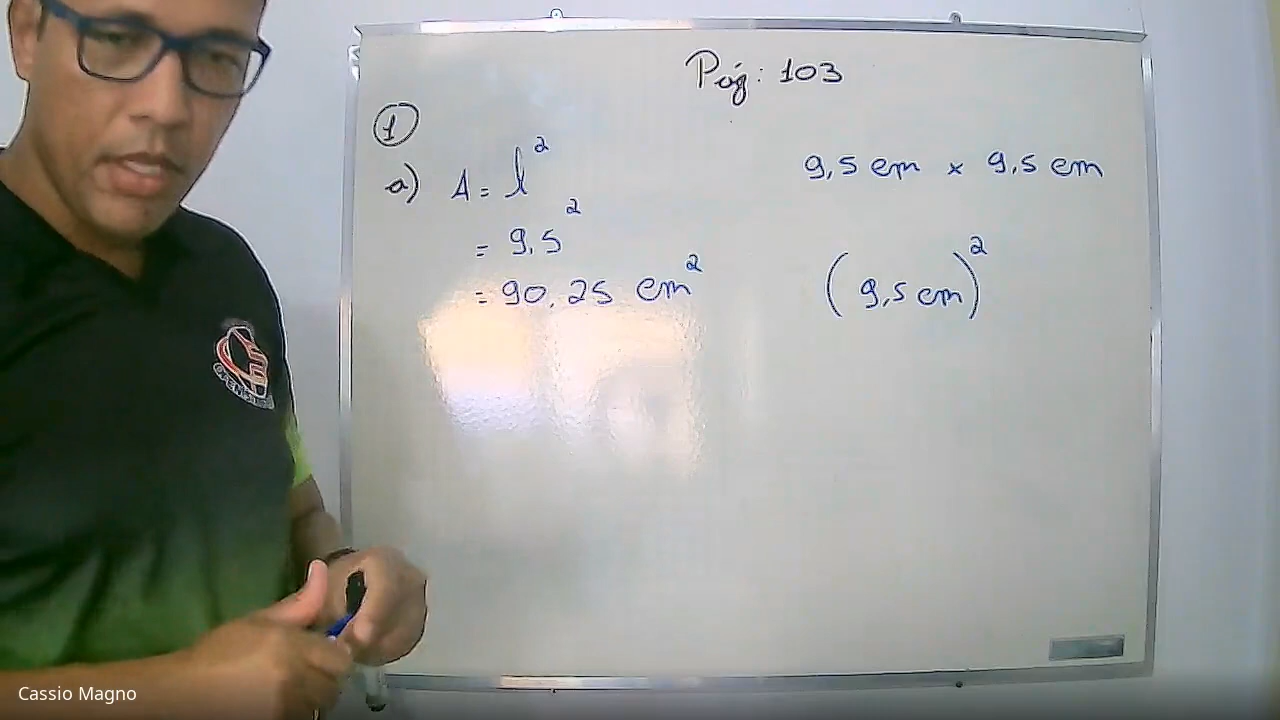 Pág: 103
1
a) A = l²
= 9,5²
= 90,25 cm²
9,5 cm x 9,5 cm
(9,5 cm)²
Cassio Magno